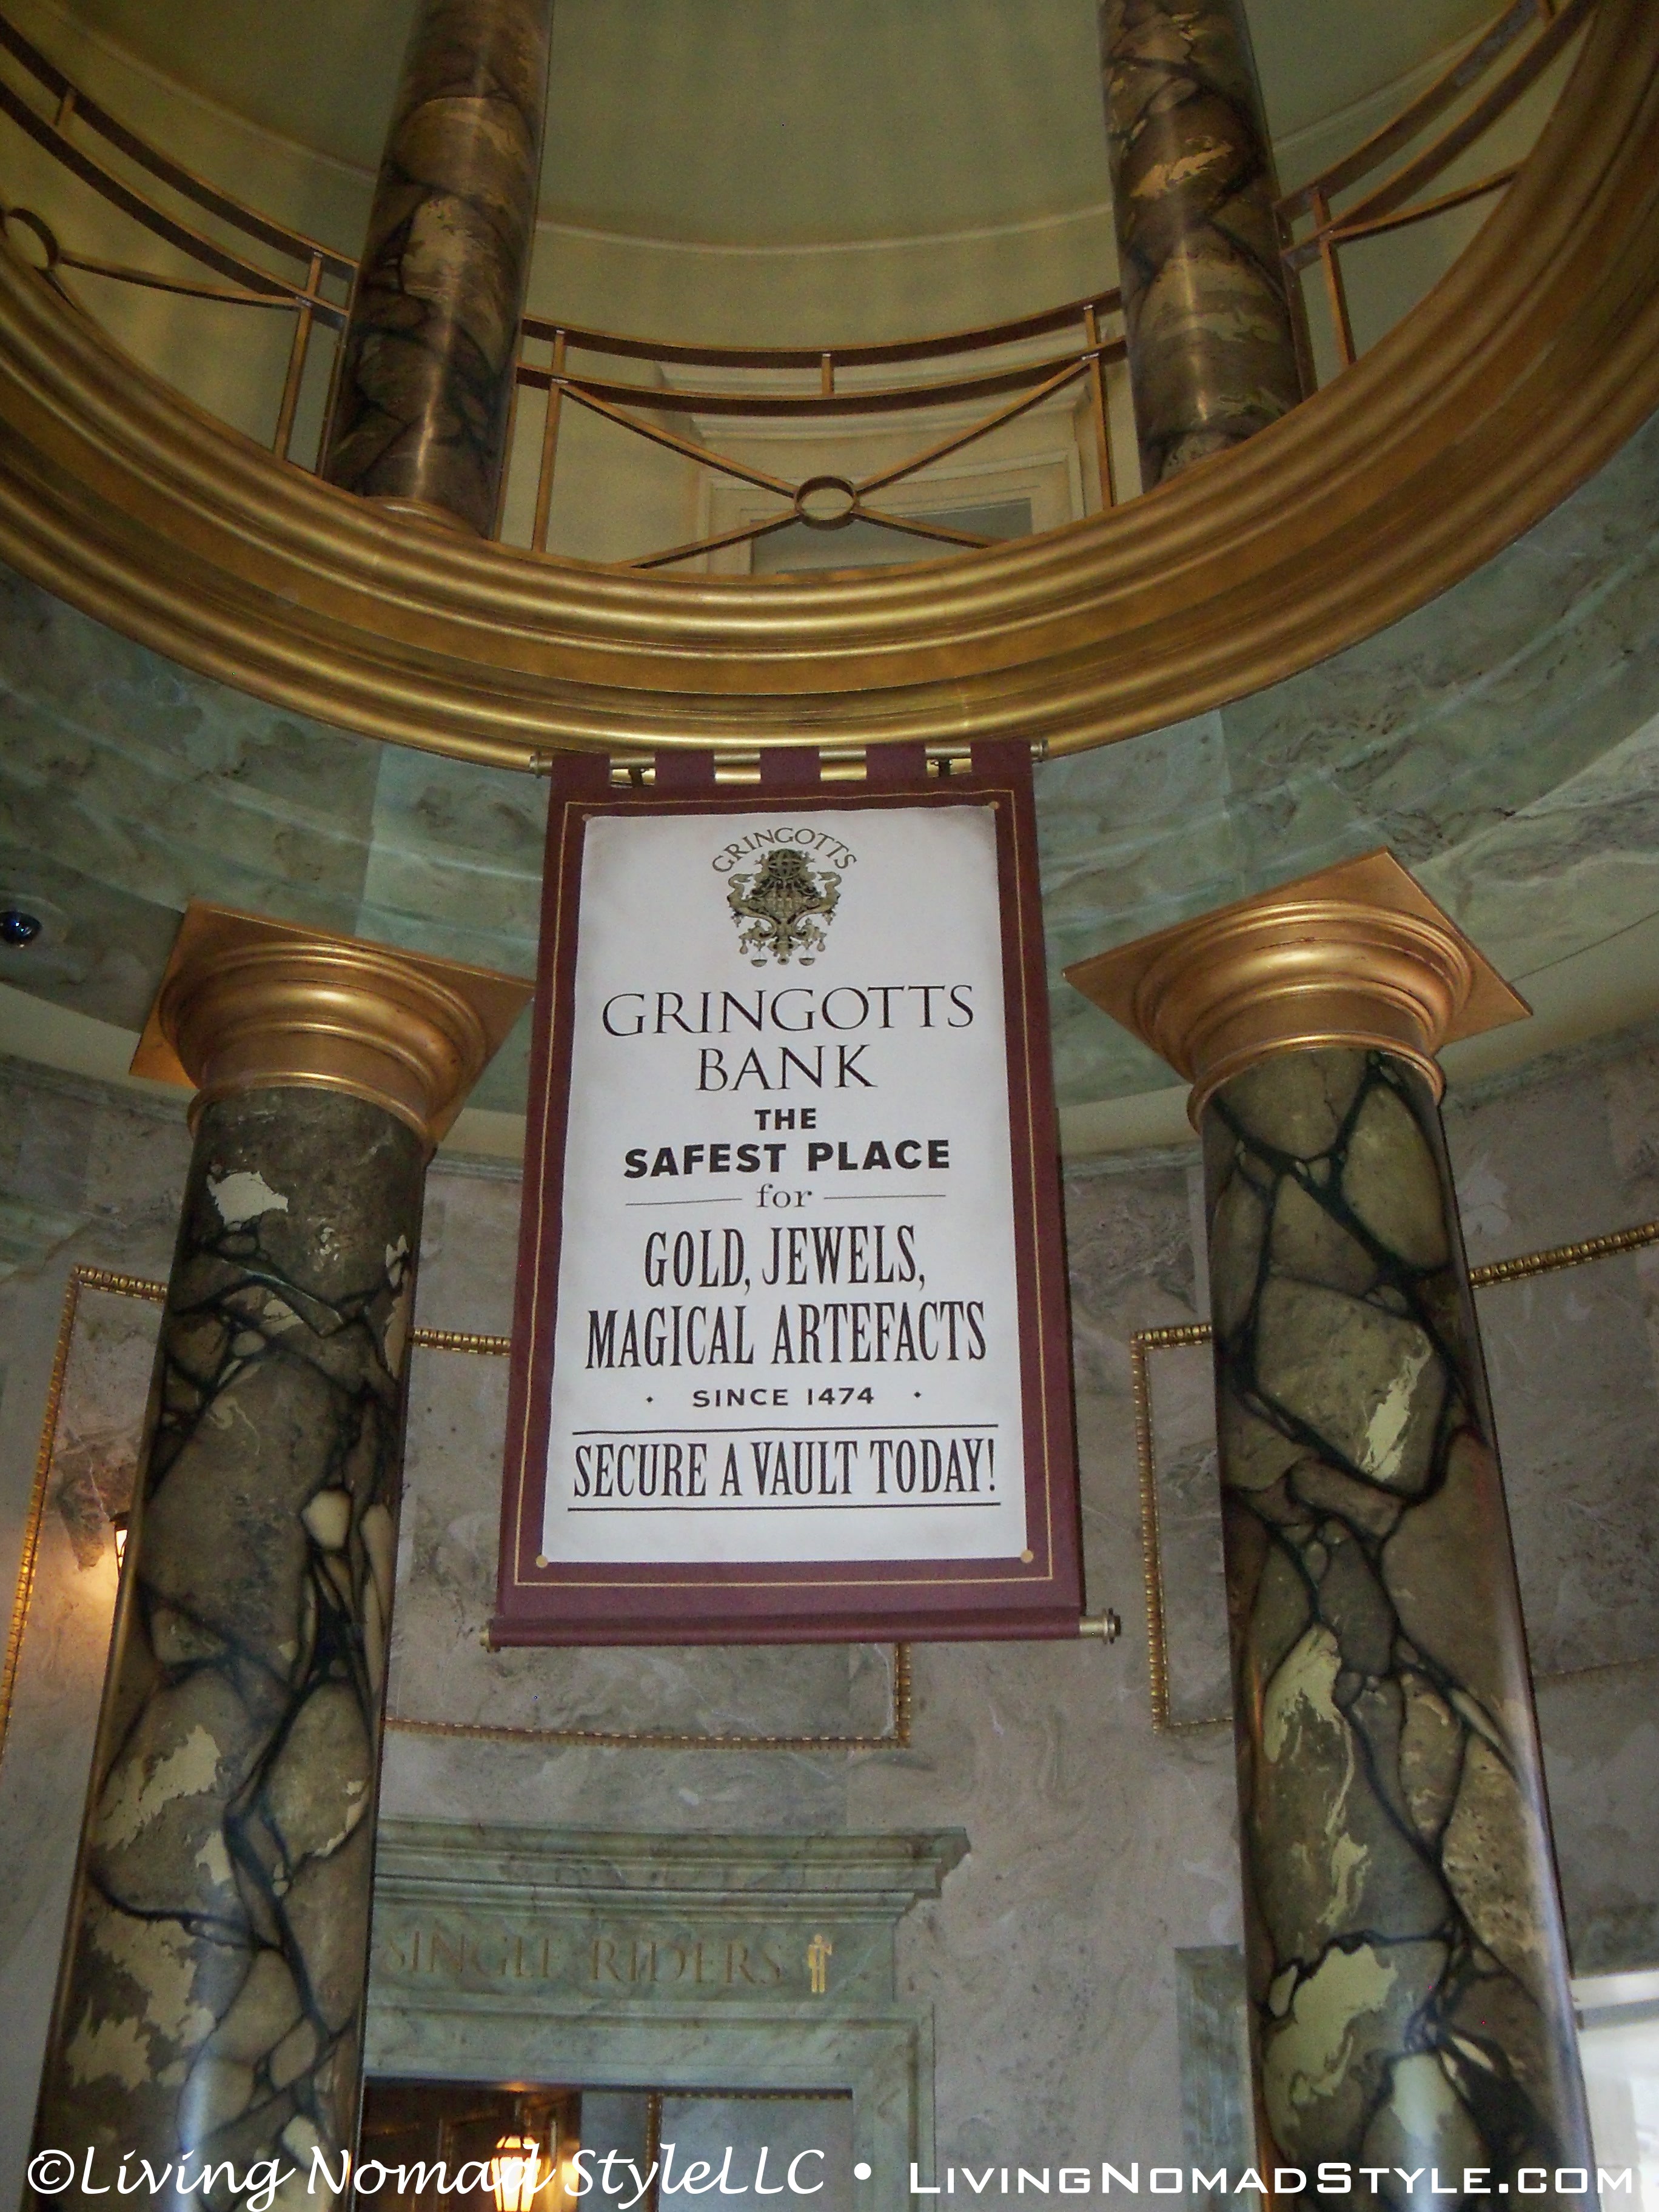 GRINGOTTS
GRINGOTTS
BANK
THE
SAFEST PLACE
for
GOLD, JEWELS,
MAGICAL ARTEFACTS
· SINCE 1474 ·
SECURE A VAULT TODAY!
SINGLE RIDERS
©Living Nomad StyleLLC • LivingNomadStyle.com